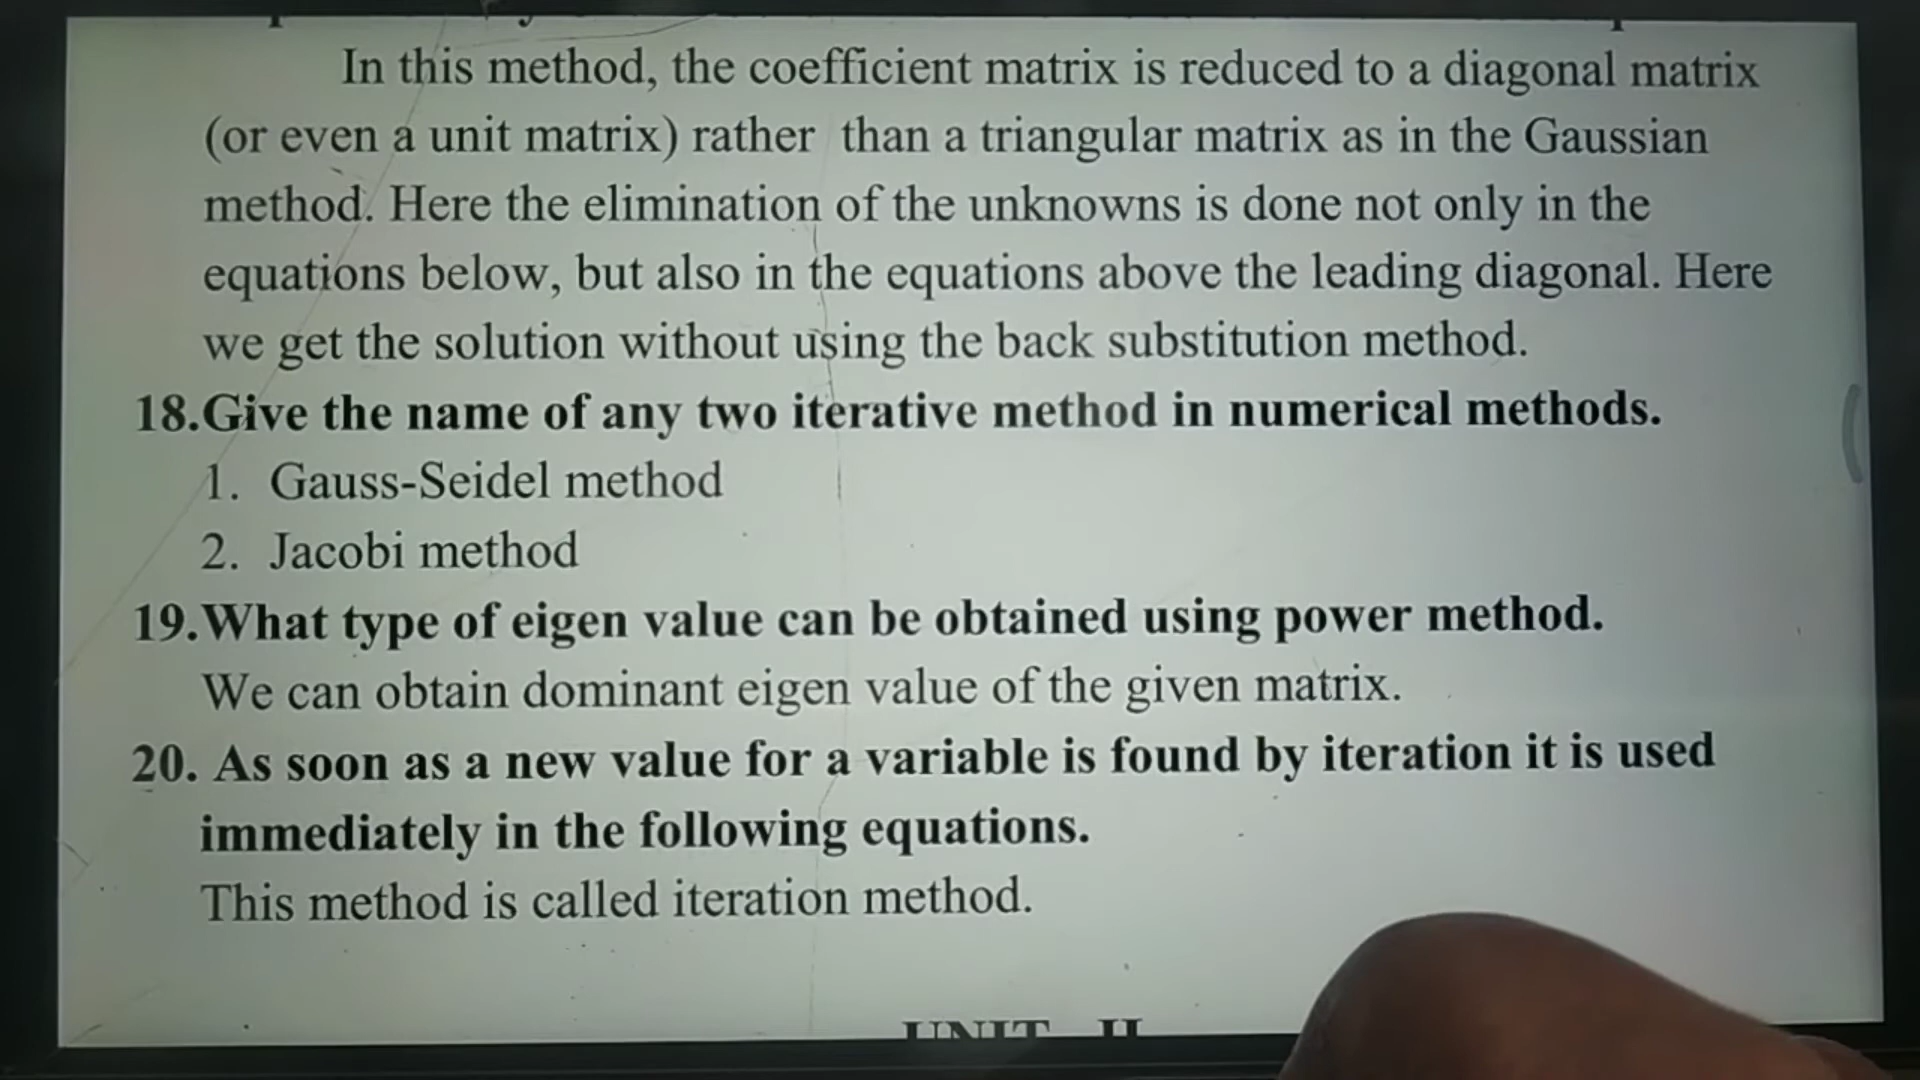 In this method, the coefficient matrix is reduced to a diagonal matrix
(or even a unit matrix) rather than a triangular matrix as in the Gaussian
method. Here the elimination of the unknowns is done not only in the
equations below, but also in the equations above the leading diagonal. Here
we get the solution without using the back substitution method.
18.Give the name of any two iterative method in numerical methods.
1. Gauss-Seidel method
2. Jacobi method
19.What type of eigen value can be obtained using power method.
We can obtain dominant eigen value of the given matrix.
20. As soon as a new value for a variable is found by iteration it is used
immediately in the following equations.
This method is called iteration method.
UNIT II